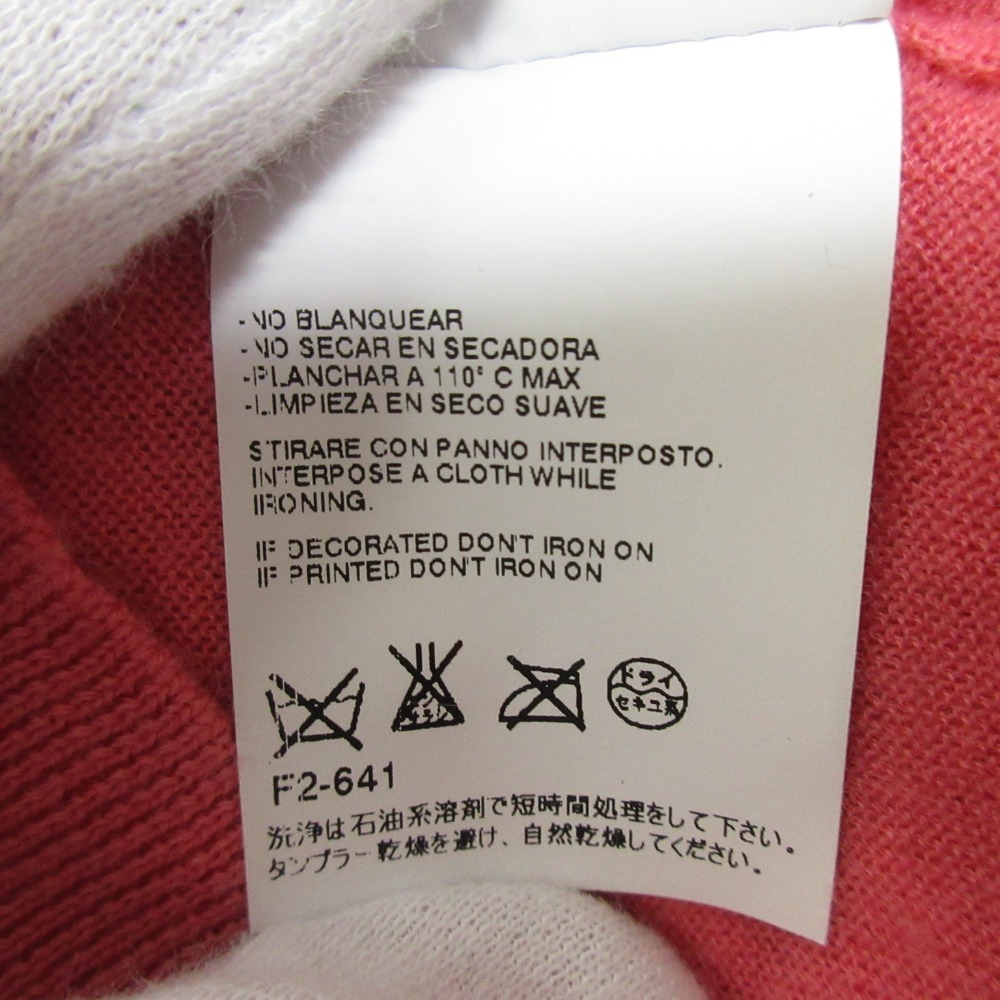 -NO BLANQUEAR
-NO SECAR EN SECADORA
-PLANCHAR A 110° C MAX
-LIMPIEZA EN SECO SUAVE
STIRARE CON PANNO INTERPOSTO.
INTERPOSE A CLOTH WHILE
IRONING.
IF DECORATED DON'T IRON ON
IF PRINTED DON'T IRON ON
ドライ
セキユ系
F2-641
洗浄は石油系溶剤で短時間処理をして下さい。
タンブラー乾燥を避け、自然乾燥してください。